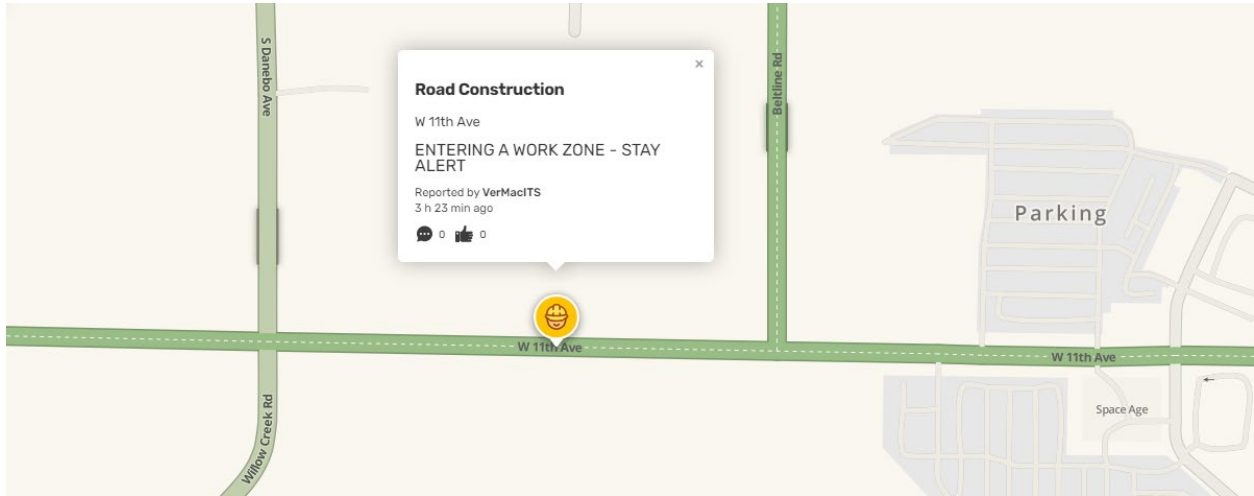 S Danebo Ave
Beltline Rd
×
Road Construction
W 11th Ave
ENTERING A WORK ZONE - STAY
ALERT
Reported by VerMacITS
3 h 23 min ago
0 0
Parking
W 11th Ave
W 11th Ave
Space Age
Willow Creek Rd